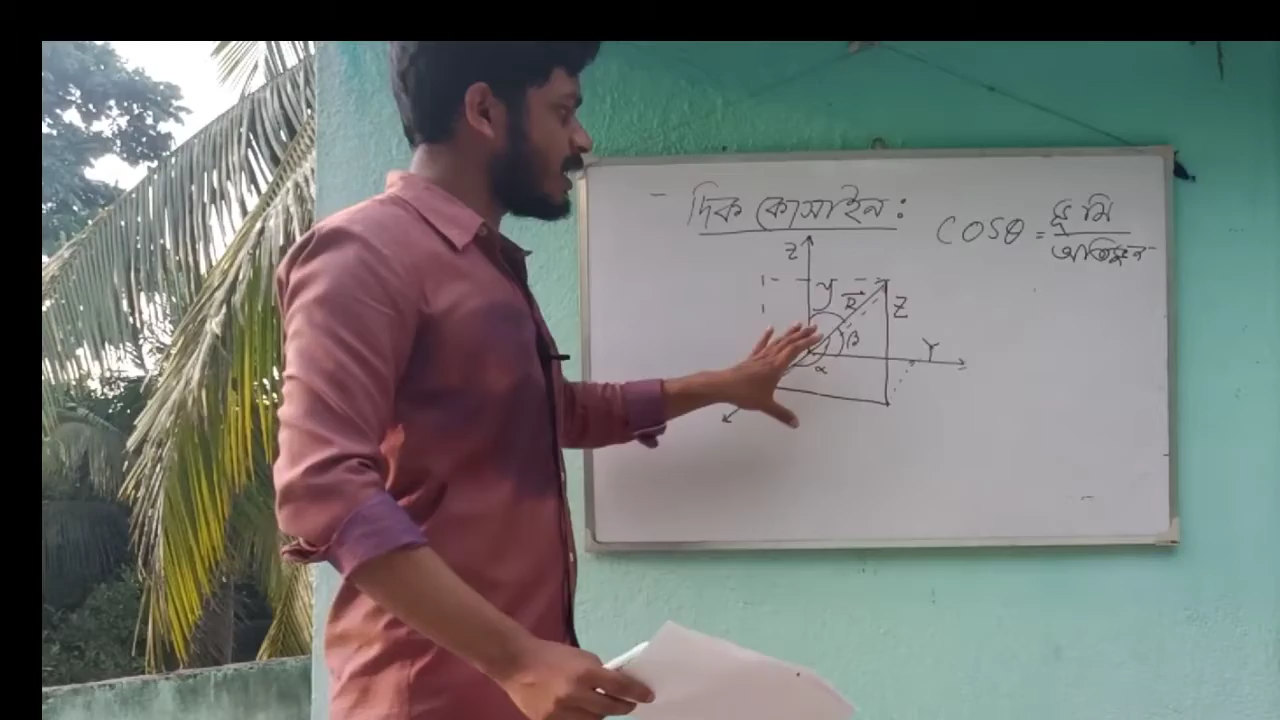 দিক কোসাইন:
cosθ = ভূমি / অতিভুজ
Z
γ R Z
β
Y
α